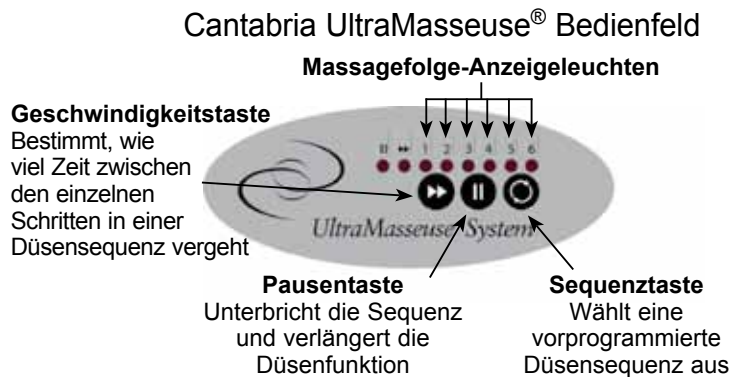 Cantabria UltraMasseuse® Bedienfeld
Massagefolge-Anzeigeleuchten
Geschwindigkeitstaste
Bestimmt, wie
viel Zeit zwischen
den einzelnen
Schritten in einer
Düsensequenz vergeht
1 2 3 4 5 6
UltraMasseuse System
Pausentaste
Unterbricht die Sequenz
und verlängert die
Düsenfunktion
Sequenztaste
Wählt eine
vorprogrammierte
Düsensequenz aus